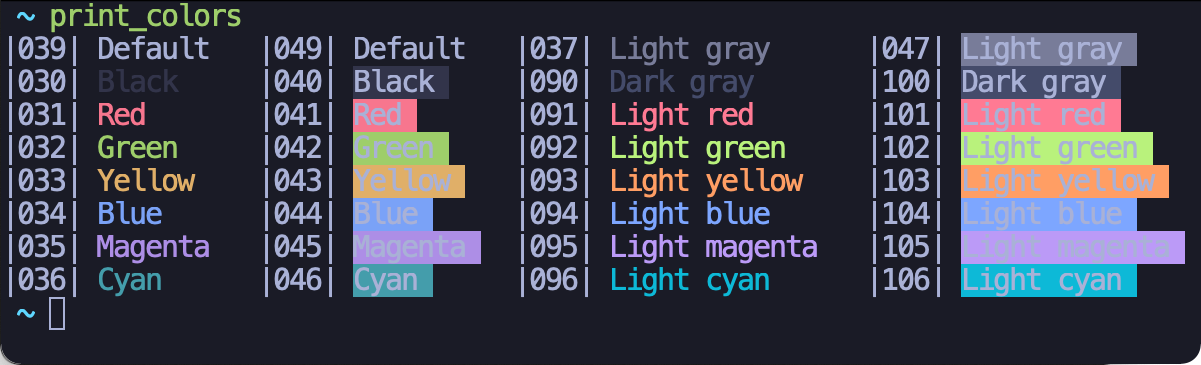 ~ print_colors
|039| Default |049| Default |037| Light gray |047| Light gray
|030| Black |040| Black |090| Dark gray |100| Dark gray
|031| Red |041| Red |091| Light red |101| Light red
|032| Green |042| Green |092| Light green |102| Light green
|033| Yellow |043| Yellow |093| Light yellow |103| Light yellow
|034| Blue |044| Blue |094| Light blue |104| Light blue
|035| Magenta |045| Magenta |095| Light magenta |105| Light magenta
|036| Cyan |046| Cyan |096| Light cyan |106| Light cyan
~